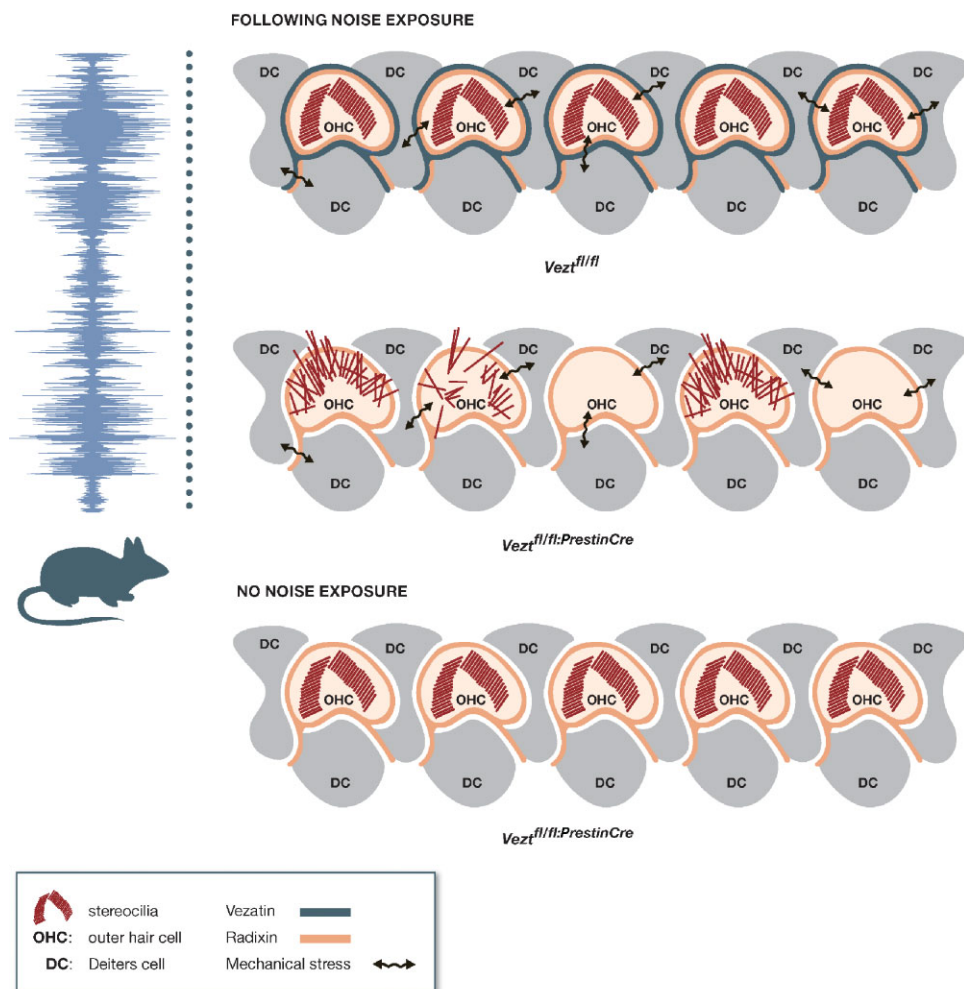 FOLLOWING NOISE EXPOSURE
DC DC DC DC DC DC
OHC OHC OHC OHC OHC
DC DC DC DC DC
Vezt^fl/fl
DC DC DC DC DC DC
OHC OHC OHC OHC OHC
DC DC DC DC DC
Vezt^fl/fl:PrestinCre
NO NOISE EXPOSURE
DC DC DC DC DC DC
OHC OHC OHC OHC OHC
DC DC DC DC DC
Vezt^fl/fl:PrestinCre
stereocilia Vezatin
OHC: outer hair cell Radixin
DC: Deiters cell Mechanical stress